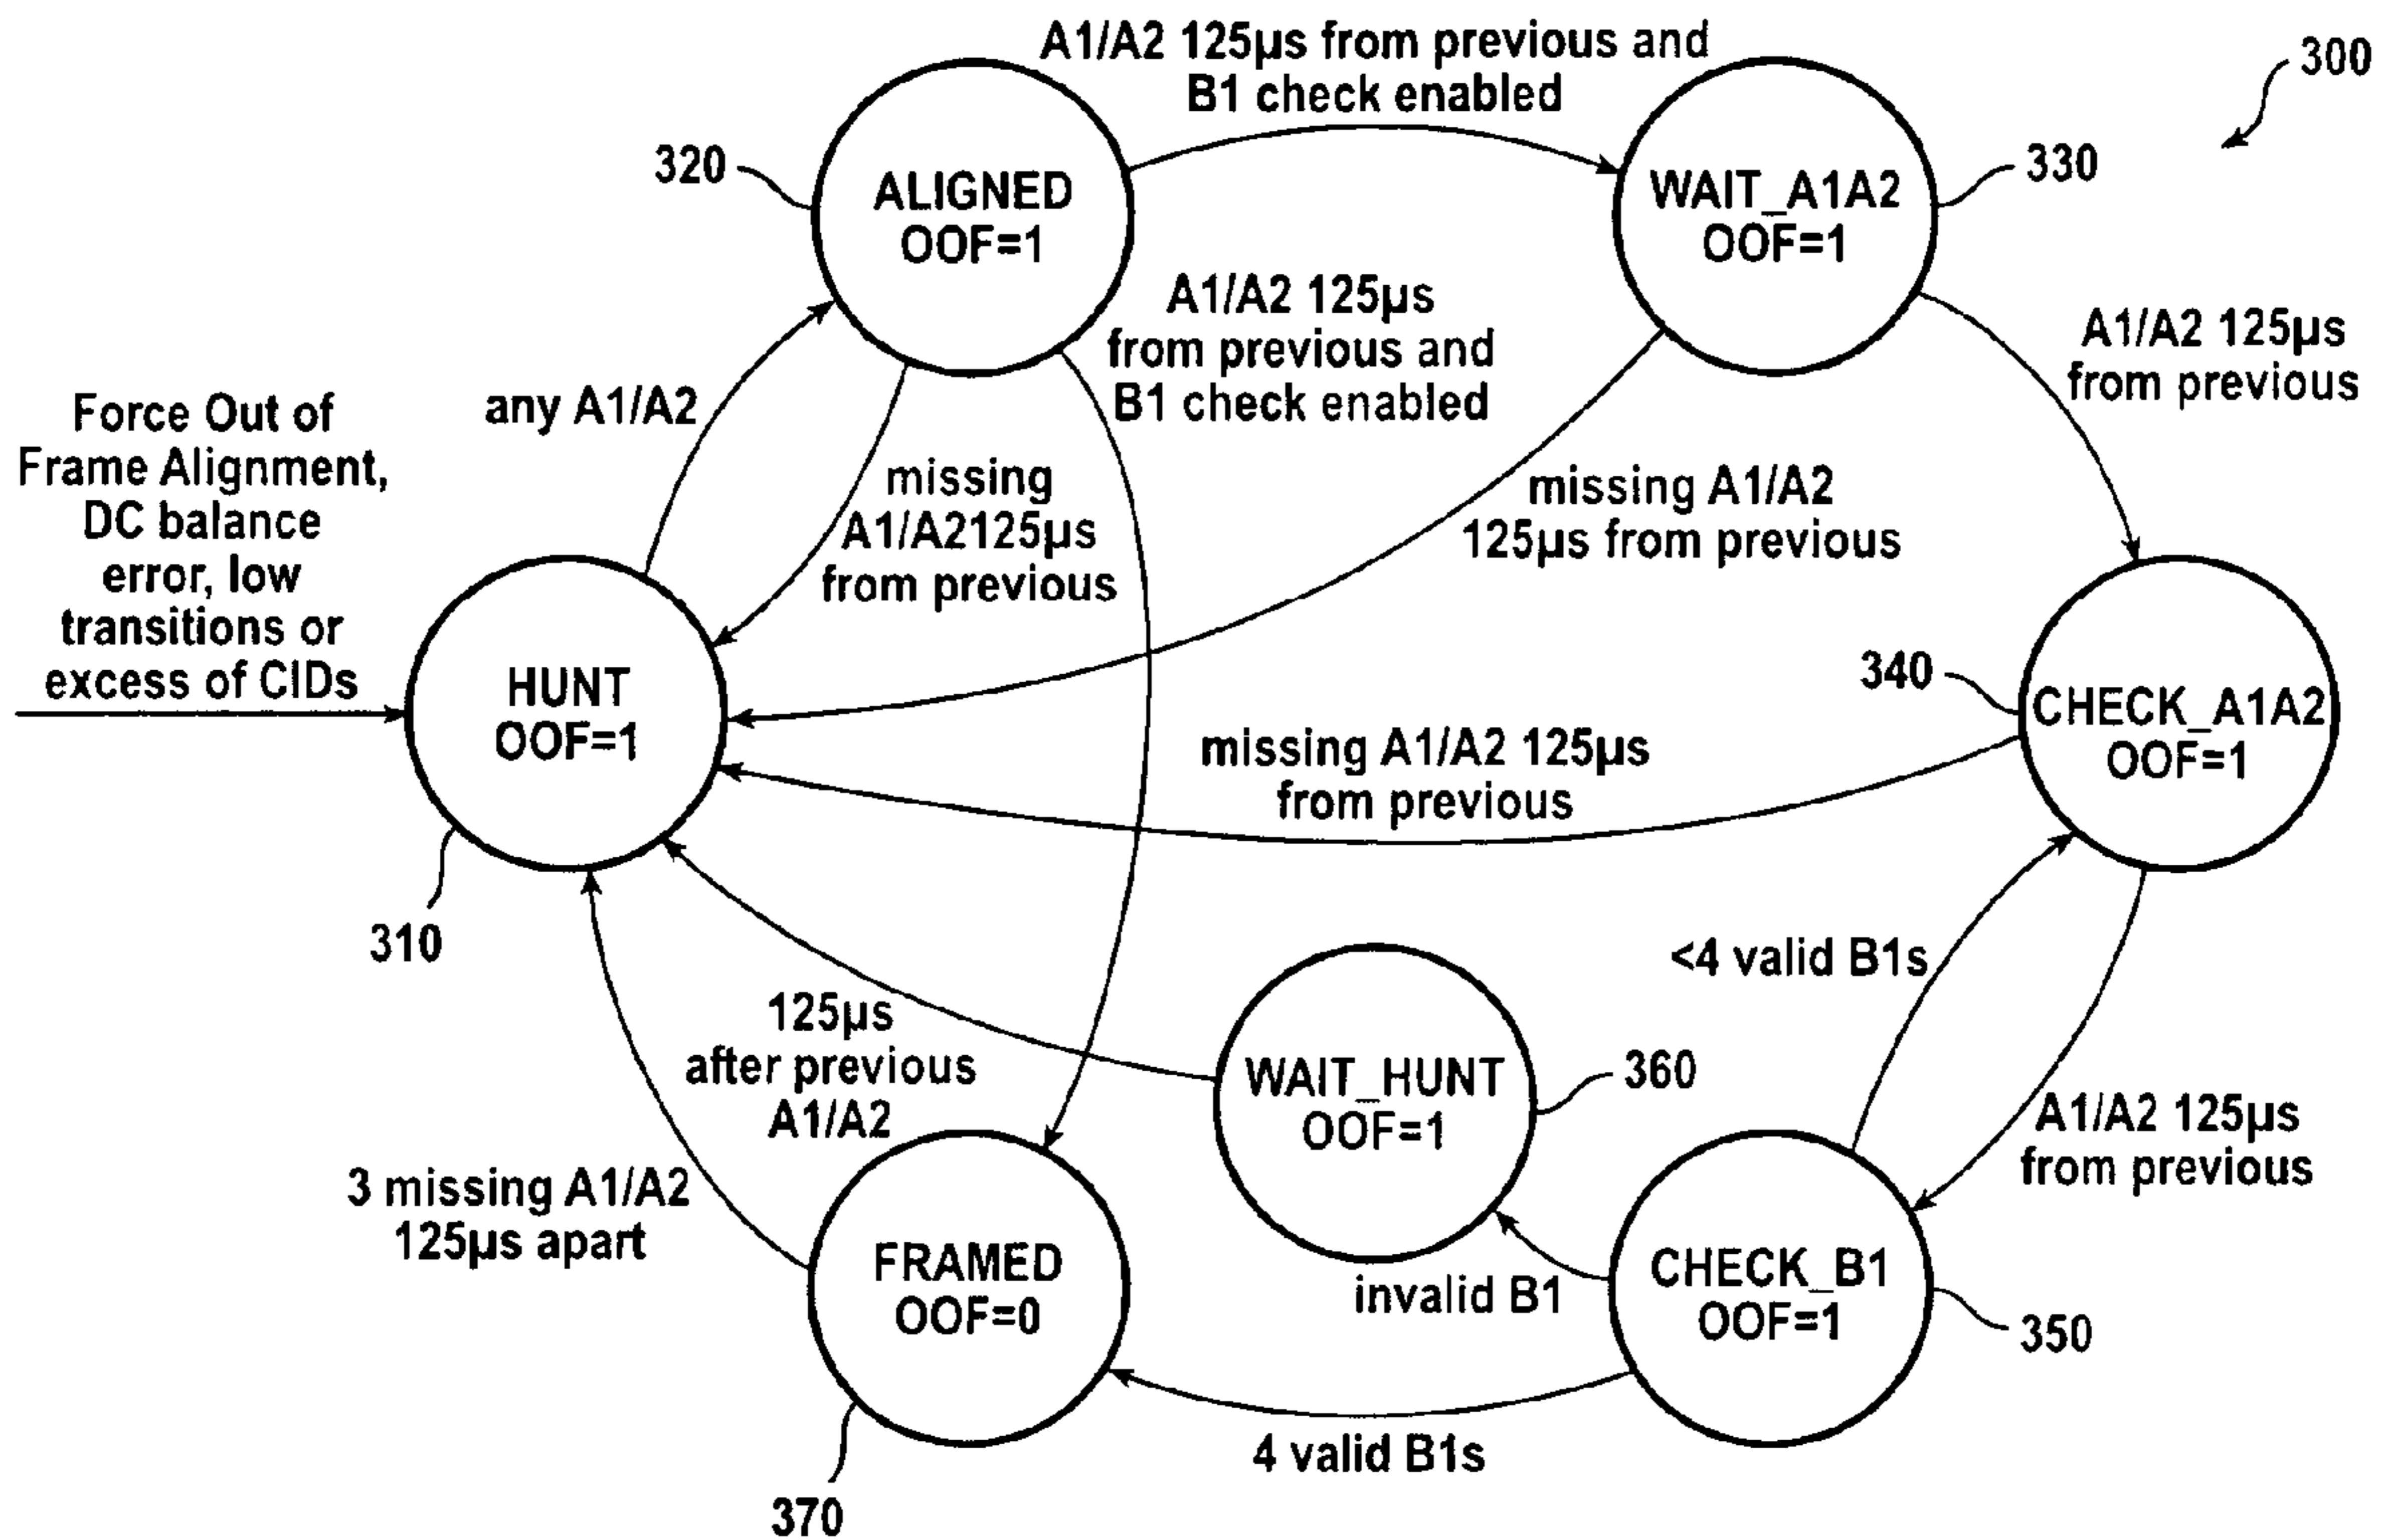 A1/A2 125µs from previous and
B1 check enabled
300
320
ALIGNED
OOF=1
WAIT_A1A2
OOF=1
330
A1/A2 125µs
from previous and
B1 check enabled
A1/A2 125µs
from previous
any A1/A2
Force Out of
Frame Alignment,
DC balance
error, low
transitions or
excess of CIDs
missing
A1/A2125µs
from previous
missing A1/A2
125µs from previous
HUNT
OOF=1
310
340
CHECK_A1A2
OOF=1
missing A1/A2 125µs
from previous
<4 valid B1s
125µs
after previous
A1/A2
WAIT_HUNT
OOF=1
360
A1/A2 125µs
from previous
3 missing A1/A2
125µs apart
FRAMED
OOF=0
370
invalid B1
CHECK_B1
OOF=1
350
4 valid B1s